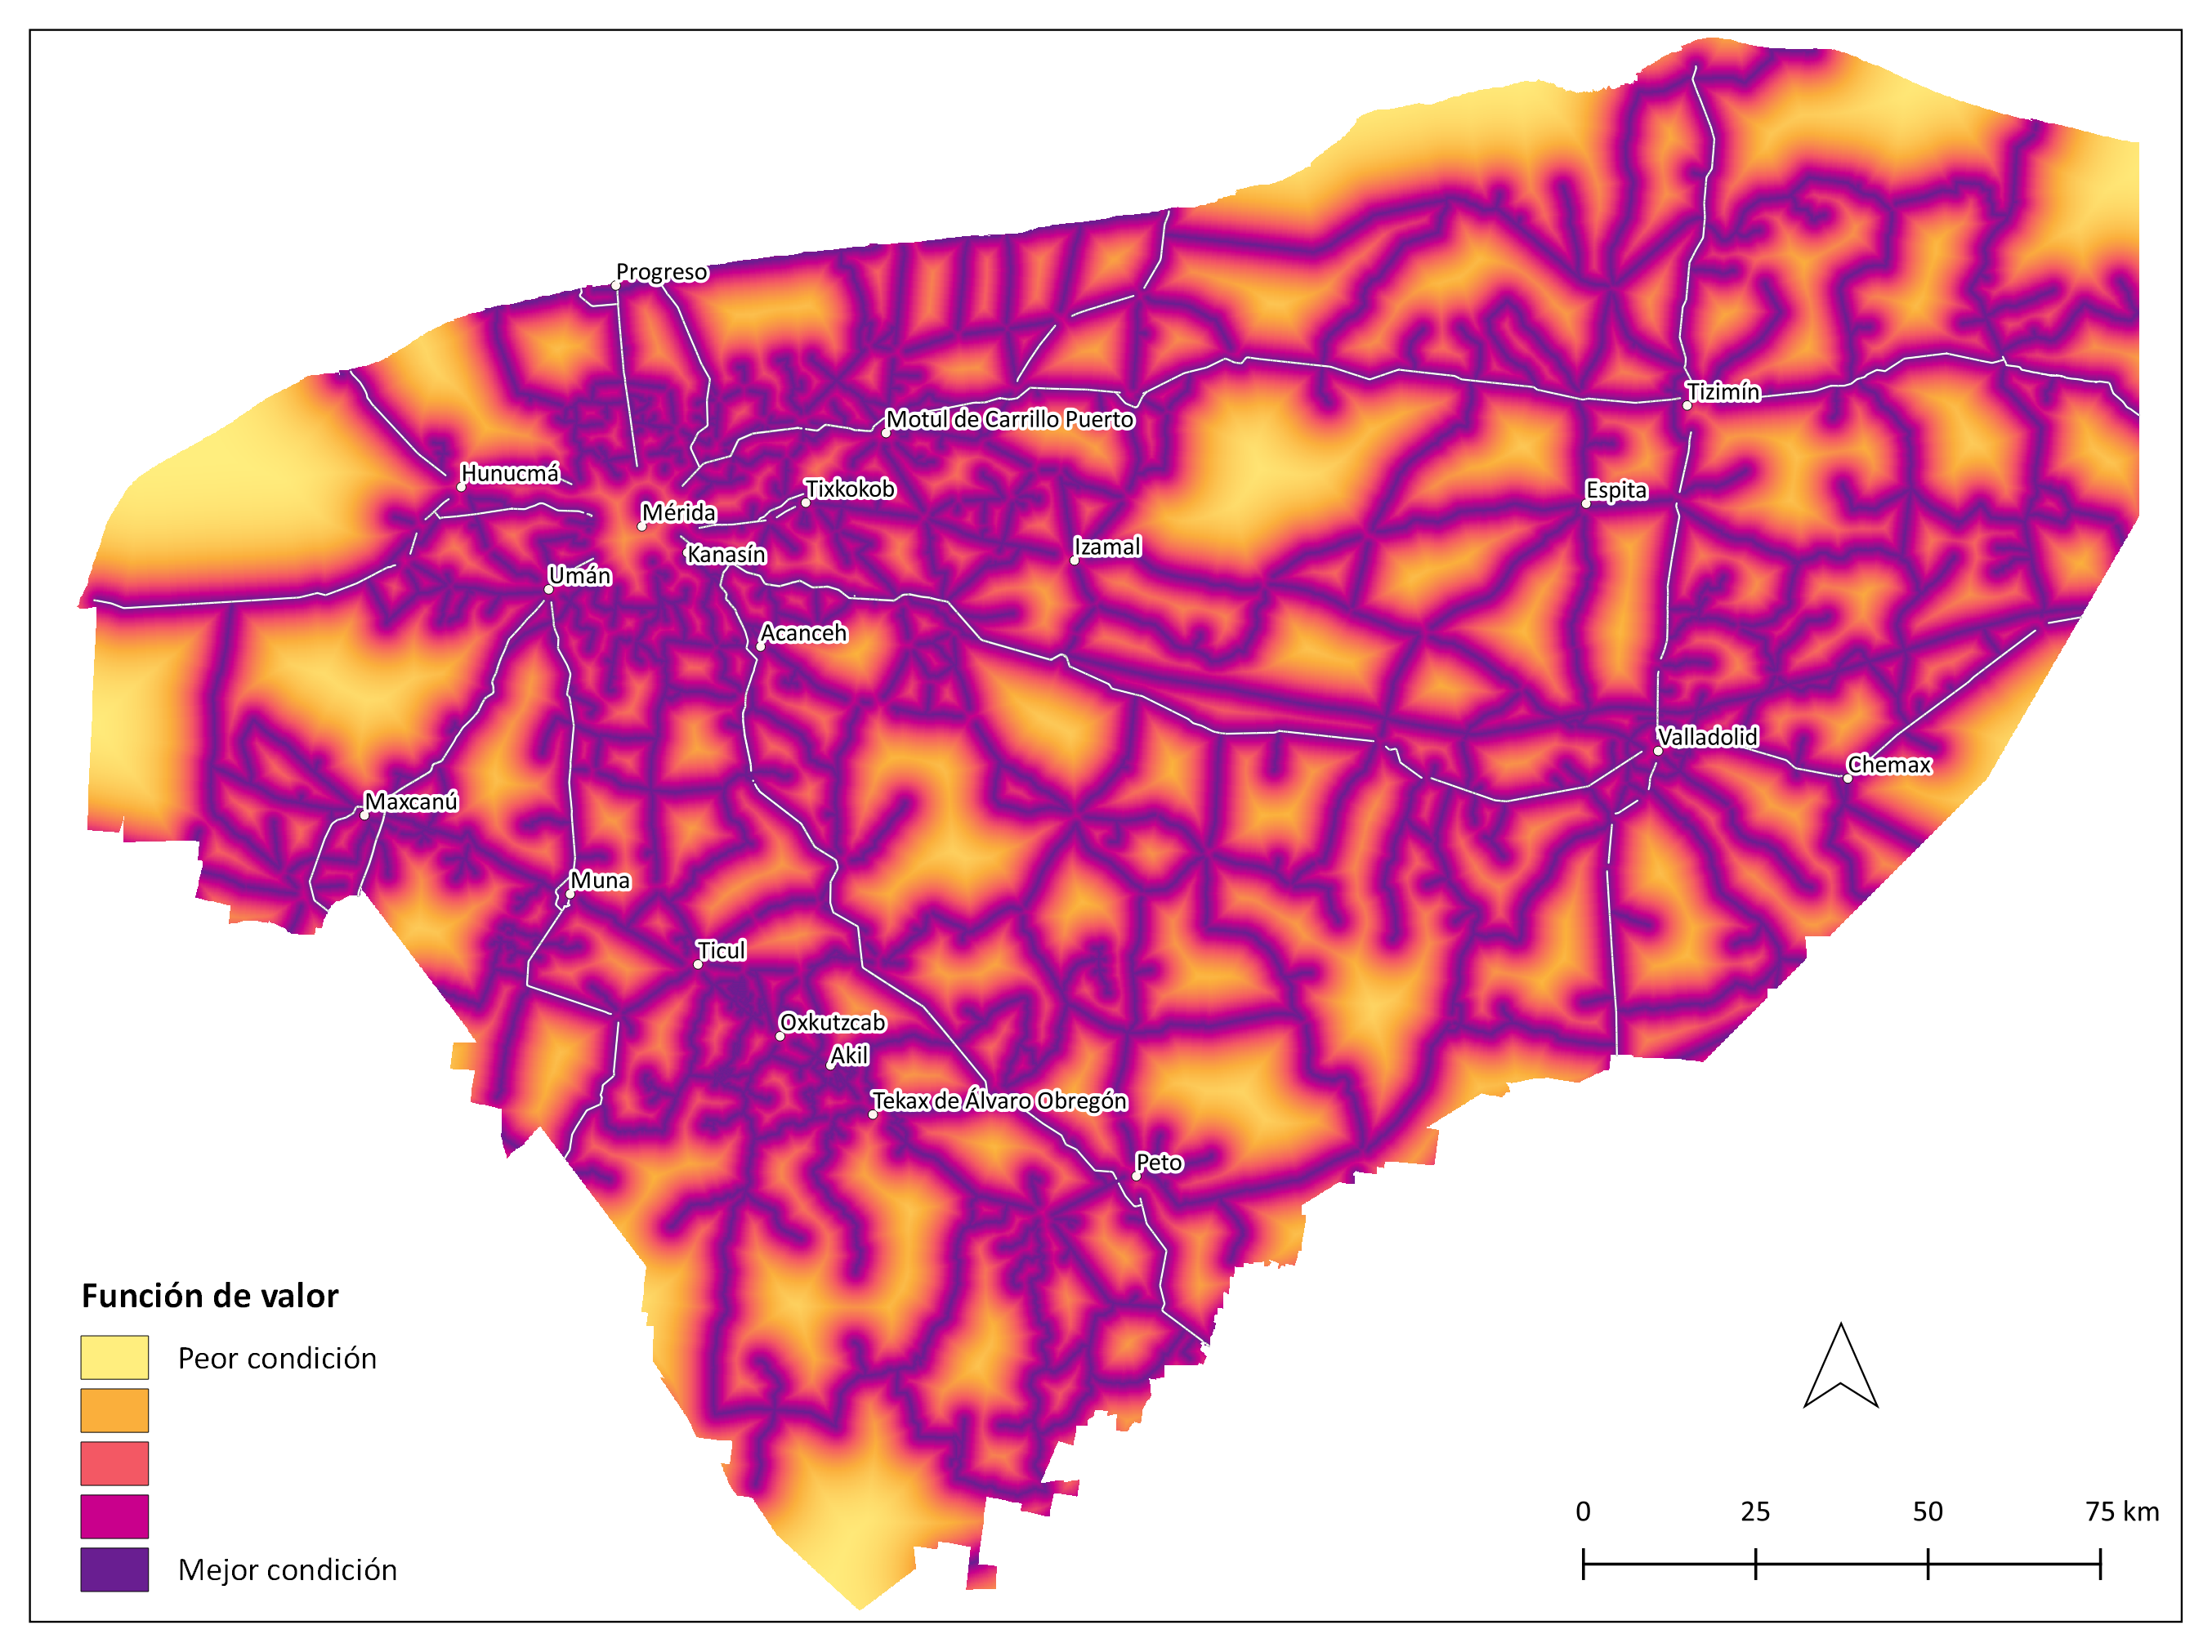 Progreso
Tizimín
Motul de Carrillo Puerto
Hunucmá
Tixkokob
Espita
Mérida
Izamal
Kanasín
Umán
Acanceh
Valladolid
Chemax
Maxcanú
Muna
Ticul
Oxkutzcab
Akil
Tekax de Álvaro Obregón
Peto
Función de valor
Peor condición
Mejor condición
0 25 50 75 km